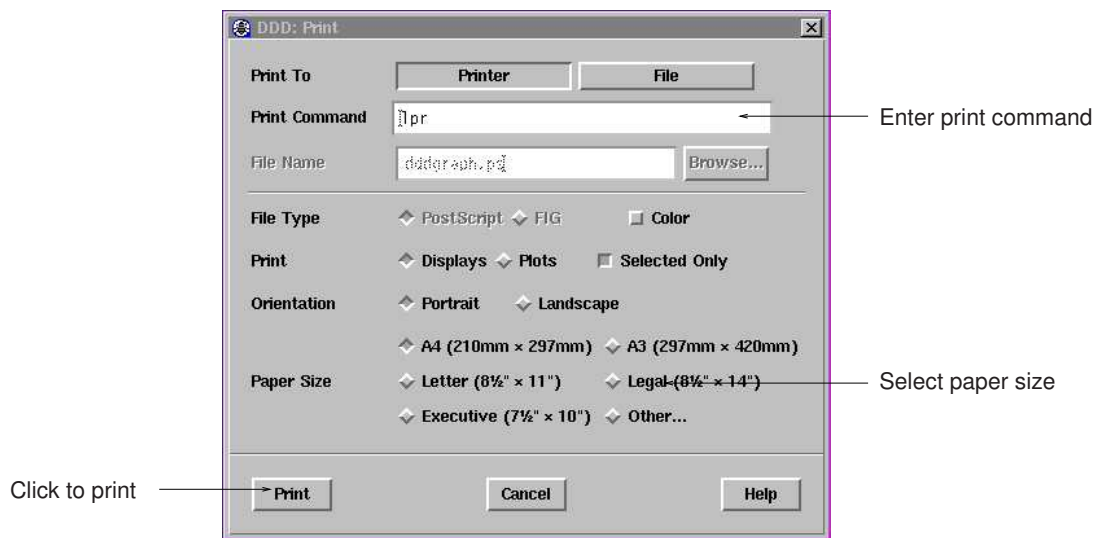 DDD: Print
Print To Printer File
Print Command lpr Enter print command
File Name dddgraph.ps Browse...
File Type PostScript FIG Color
Print Displays Plots Selected Only
Orientation Portrait Landscape
A4 (210mm × 297mm) A3 (297mm × 420mm)
Paper Size Letter (8½" × 11") Legal (8½" × 14") Select paper size
Executive (7½" × 10") Other...
Click to print Print Cancel Help